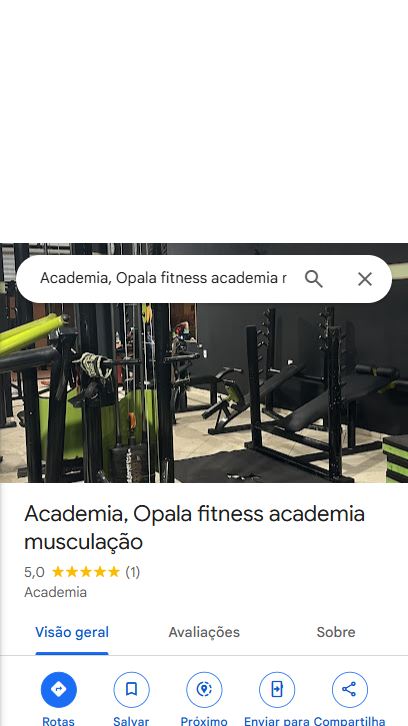 Academia, Opala fitness academia
Academia, Opala fitness academia
musculação
5,0 (1)
Academia
Visão geral Avaliações Sobre
Rotas Salvar Próximo Enviar para Compartilha